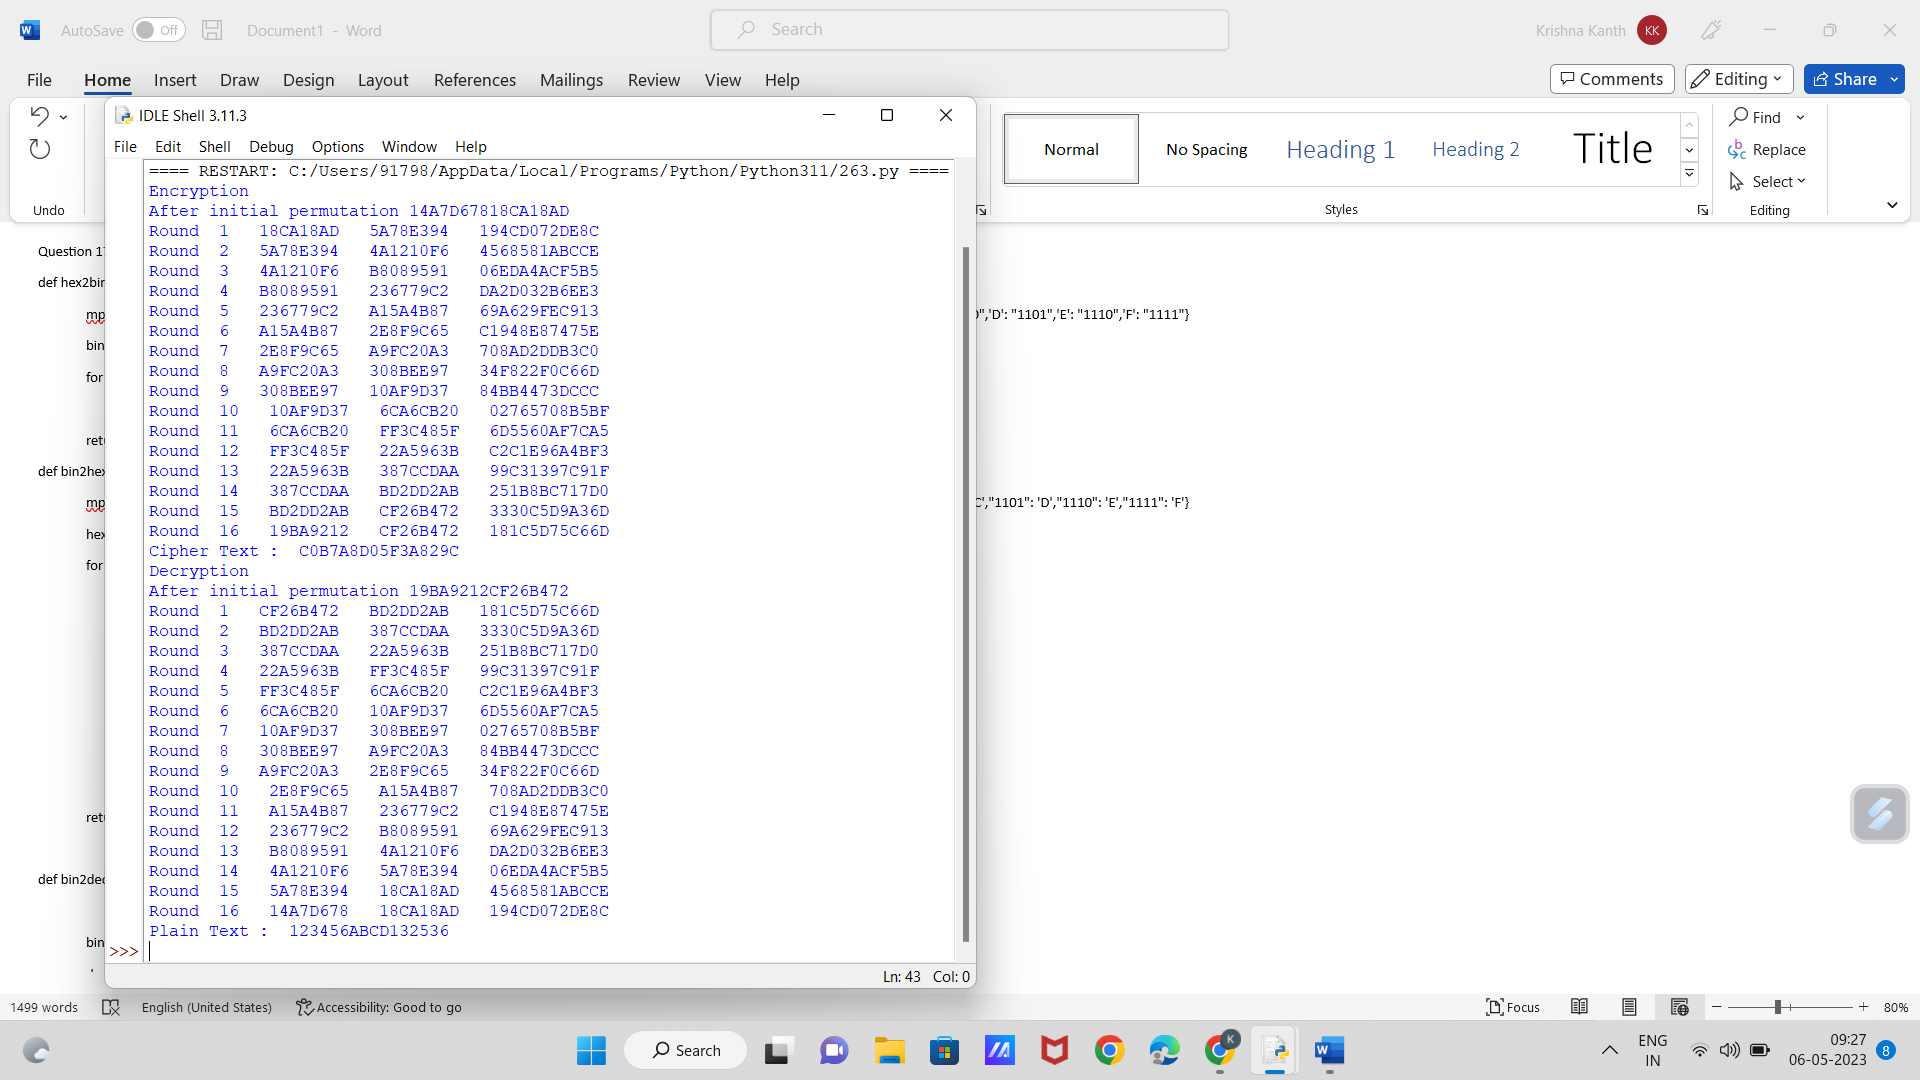 AutoSave Off Document1 - Word Search Krishna Kanth KK
File Home Insert Draw Design Layout References Mailings Review View Help Comments Editing Share
Undo
Normal No Spacing Heading 1 Heading 2 Title
Styles
Find
Replace
Select
Editing
IDLE Shell 3.11.3
File Edit Shell Debug Options Window Help
==== RESTART: C:/Users/91798/AppData/Local/Programs/Python/Python311/263.py ====
Encryption
After initial permutation 14A7D67818CA18AD
Round 1 18CA18AD 5A78E394 194CD072DE8C
Round 2 5A78E394 4A1210F6 4568581ABCCE
Round 3 4A1210F6 B8089591 06EDA4ACF5B5
Round 4 B8089591 236779C2 DA2D032B6EE3
Round 5 236779C2 A15A4B87 69A629FEC913
Round 6 A15A4B87 2E8F9C65 C1948E87475E
Round 7 2E8F9C65 A9FC20A3 708AD2DDB3C0
Round 8 A9FC20A3 308BEE97 34F822F0C66D
Round 9 308BEE97 10AF9D37 84BB4473DCCC
Round 10 10AF9D37 6CA6CB20 02765708B5BF
Round 11 6CA6CB20 FF3C485F 6D5560AF7CA5
Round 12 FF3C485F 22A5963B C2C1E96A4BF3
Round 13 22A5963B 387CCDAA 99C31397C91F
Round 14 387CCDAA BD2DD2AB 251B8BC717D0
Round 15 BD2DD2AB CF26B472 3330C5D9A36D
Round 16 19BA9212 CF26B472 181C5D75C66D
Cipher Text : C0B7A8D05F3A829C
Decryption
After initial permutation 19BA9212CF26B472
Round 1 CF26B472 BD2DD2AB 181C5D75C66D
Round 2 BD2DD2AB 387CCDAA 3330C5D9A36D
Round 3 387CCDAA 22A5963B 251B8BC717D0
Round 4 22A5963B FF3C485F 99C31397C91F
Round 5 FF3C485F 6CA6CB20 C2C1E96A4BF3
Round 6 6CA6CB20 10AF9D37 6D5560AF7CA5
Round 7 10AF9D37 308BEE97 02765708B5BF
Round 8 308BEE97 A9FC20A3 84BB4473DCCC
Round 9 A9FC20A3 2E8F9C65 34F822F0C66D
Round 10 2E8F9C65 A15A4B87 708AD2DDB3C0
Round 11 A15A4B87 236779C2 C1948E87475E
Round 12 236779C2 B8089591 69A629FEC913
Round 13 B8089591 4A1210F6 DA2D032B6EE3
Round 14 4A1210F6 5A78E394 06EDA4ACF5B5
Round 15 5A78E394 18CA18AD 4568581ABCCE
Round 16 14A7D678 18CA18AD 194CD072DE8C
Plain Text : 123456ABCD132536
>>>
Ln: 43 Col: 0
Question 17
def hex2bin
mp
0",'D': "1101",'E': "1110",'F': "1111"}
bin
for
retu
def bin2hex
mp
C',"1101": 'D',"1110": 'E',"1111": 'F'}
hex
for
retu
def bin2dec
bin
1499 words English (United States) Accessibility: Good to go Focus 80%
Search K ENG IN 09:27 06-05-2023 8